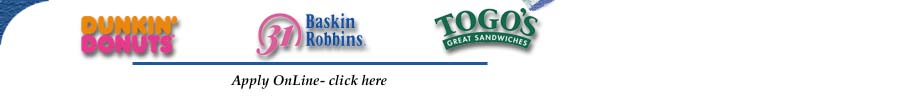 DUNKIN' DONUTS
31 Baskin Robbins
TOGO'S GREAT SANDWICHES
Apply OnLine- click here